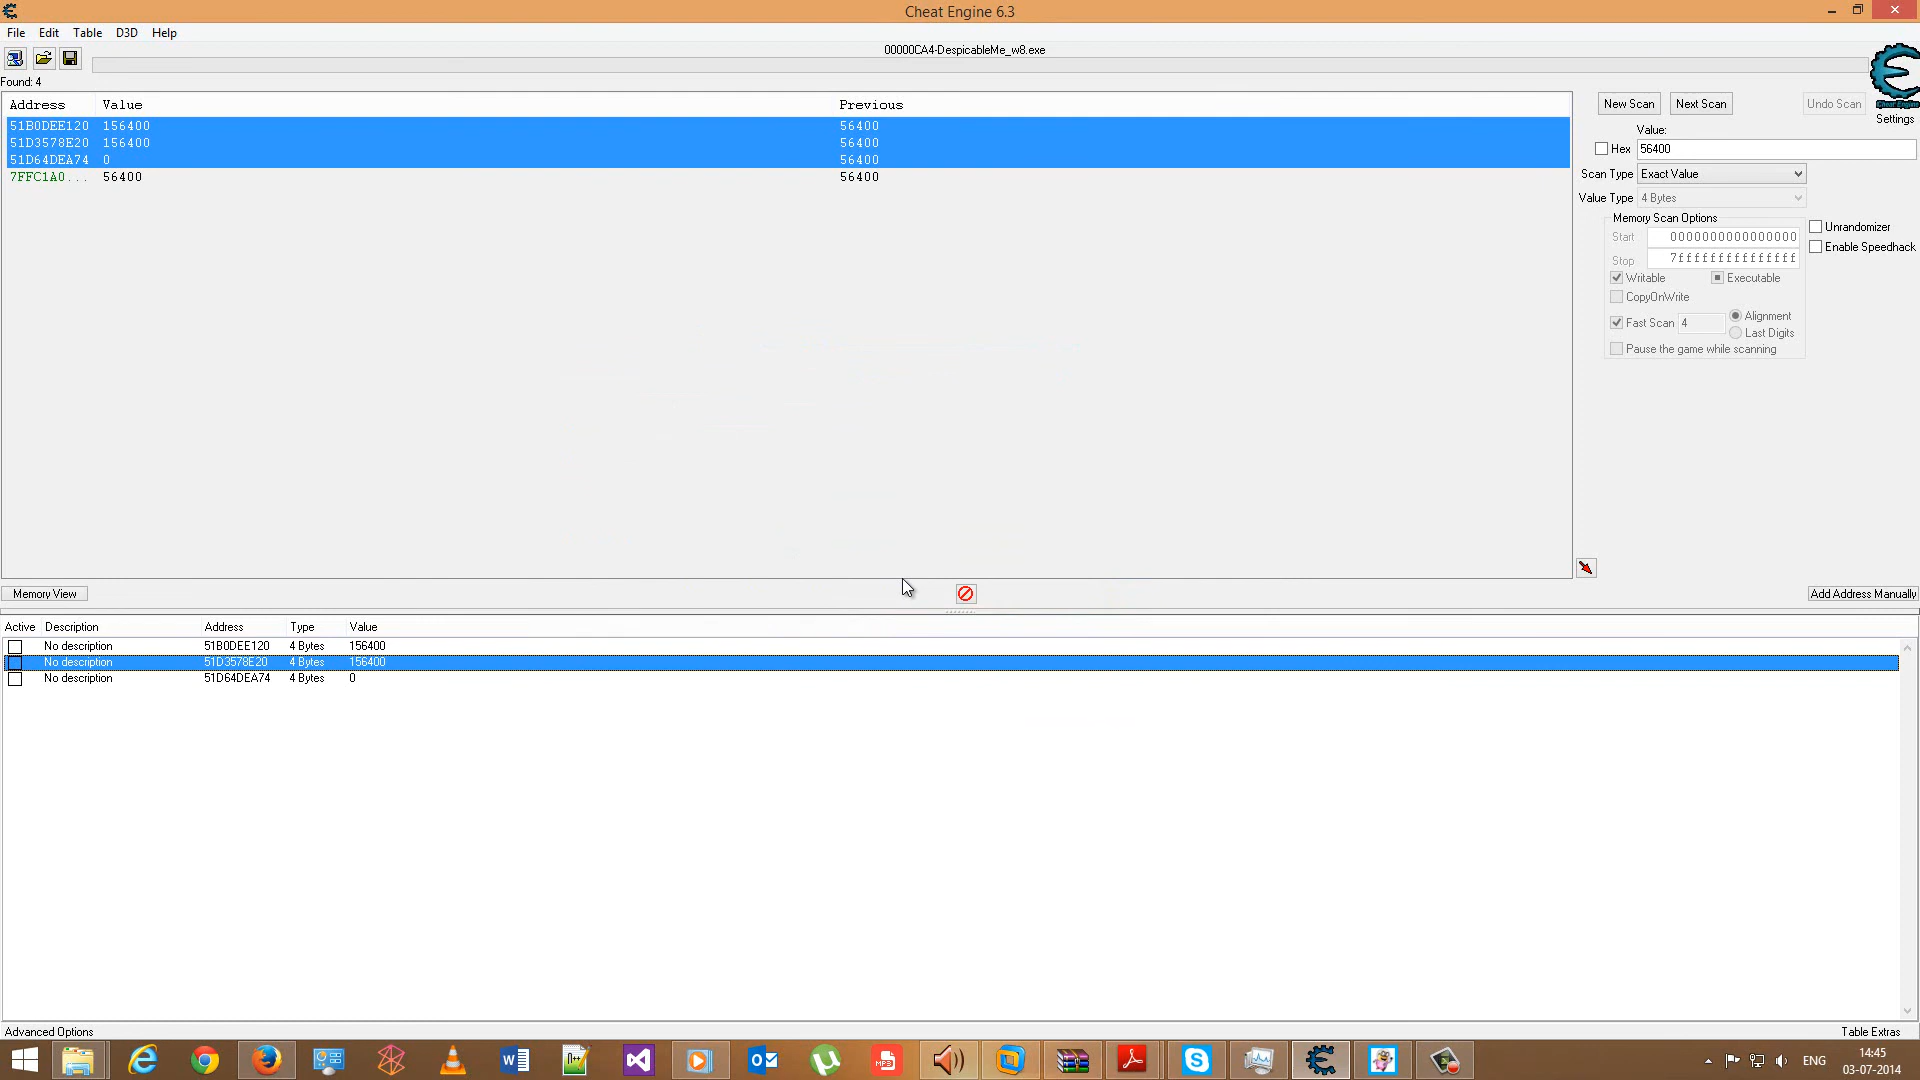 Cheat Engine 6.3
File Edit Table D3D Help
00000CA4-DespicableMe_w8.exe
Found: 4
Address Value Previous
51B0DEE120 156400 56400
51D3578E20 156400 56400
51D64DEA74 0 56400
7FFC1A0... 56400 56400
New Scan Next Scan Undo Scan
Cheat Engine
Settings
Value:
Hex 56400
Scan Type Exact Value
Value Type 4 Bytes
Memory Scan Options
Start 0000000000000000
Stop 7fffffffffffffff
Writable Executable
CopyOnWrite
Fast Scan 4 Alignment
Last Digits
Pause the game while scanning
Unrandomizer
Enable Speedhack
Memory View
Add Address Manually
Active Description Address Type Value
No description 51B0DEE120 4 Bytes 156400
No description 51D3578E20 4 Bytes 156400
No description 51D64DEA74 4 Bytes 0
Advanced Options
Table Extras
MP3
ENG
14:45
03-07-2014